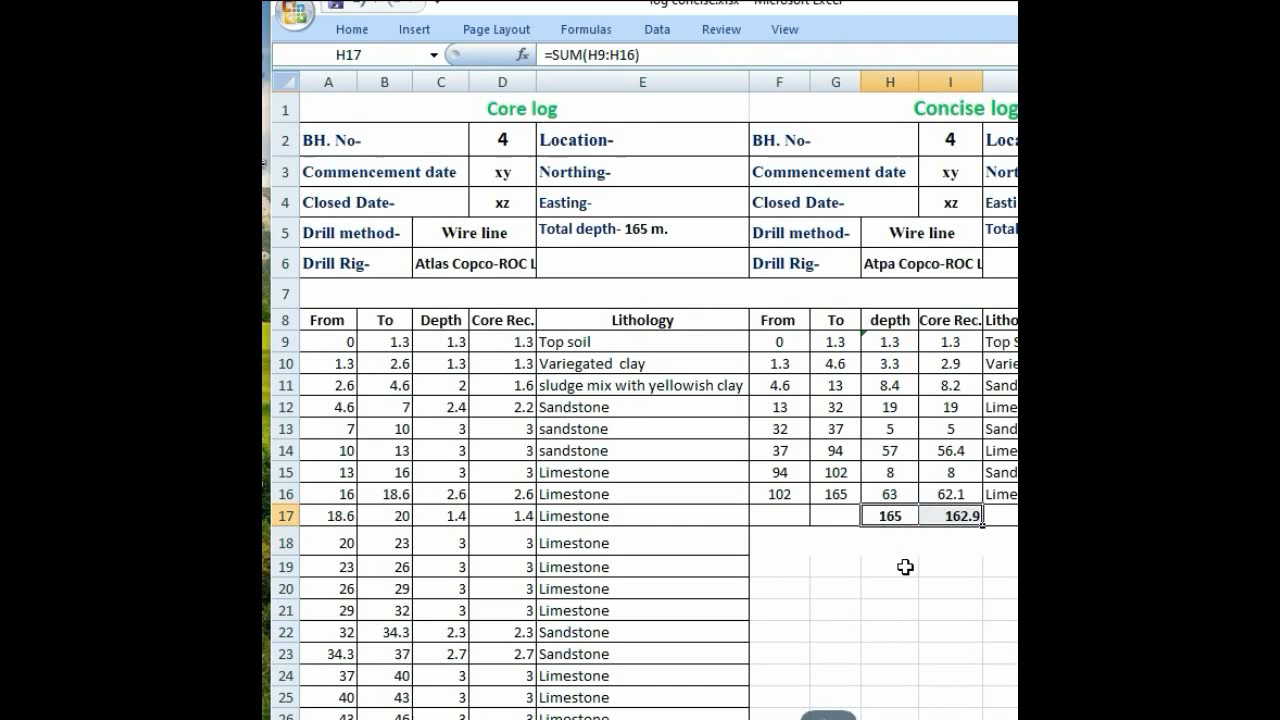 log concise.xlsx - Microsoft Excel
Home Insert Page Layout Formulas Data Review View
H17 fx =SUM(H9:H16)
A B C D E F G H I
1 Core log Concise log
2 BH. No- 4 Location- BH. No- 4 Loca
3 Commencement date xy Northing- Commencement date xy Nort
4 Closed Date- xz Easting- Closed Date- xz Easti
5 Drill method- Wire line Total depth- 165 m. Drill method- Wire line Total
6 Drill Rig- Atlas Copco-ROC L Drill Rig- Atpa Copco-ROC L
7
8 From To Depth Core Rec. Lithology From To depth Core Rec. Litho
9 0 1.3 1.3 1.3 Top soil 0 1.3 1.3 1.3 Top S
10 1.3 2.6 1.3 1.3 Variegated clay 1.3 4.6 3.3 2.9 Varie
11 2.6 4.6 2 1.6 sludge mix with yellowish clay 4.6 13 8.4 8.2 Sand
12 4.6 7 2.4 2.2 Sandstone 13 32 19 19 Lime
13 7 10 3 3 sandstone 32 37 5 5 Sand
14 10 13 3 3 sandstone 37 94 57 56.4 Lime
15 13 16 3 3 Limestone 94 102 8 8 Sand
16 16 18.6 2.6 2.6 Limestone 102 165 63 62.1 Lime
17 18.6 20 1.4 1.4 Limestone 165 162.9
18 20 23 3 3 Limestone
19 23 26 3 3 Limestone
20 26 29 3 3 Limestone
21 29 32 3 3 Limestone
22 32 34.3 2.3 2.3 Sandstone
23 34.3 37 2.7 2.7 Sandstone
24 37 40 3 3 Limestone
25 40 43 3 3 Limestone
26 43 46 3 3 Limestone